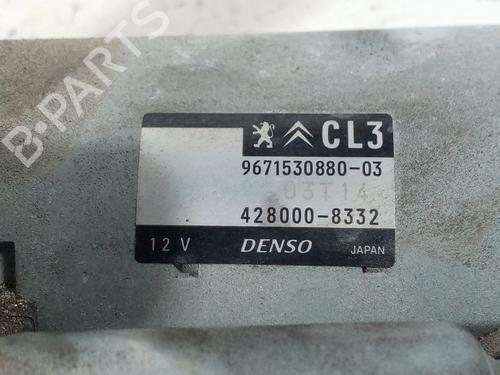 CL3
9671530880-03
03T14
428000-8332
12 V DENSO JAPAN
B-PARTS